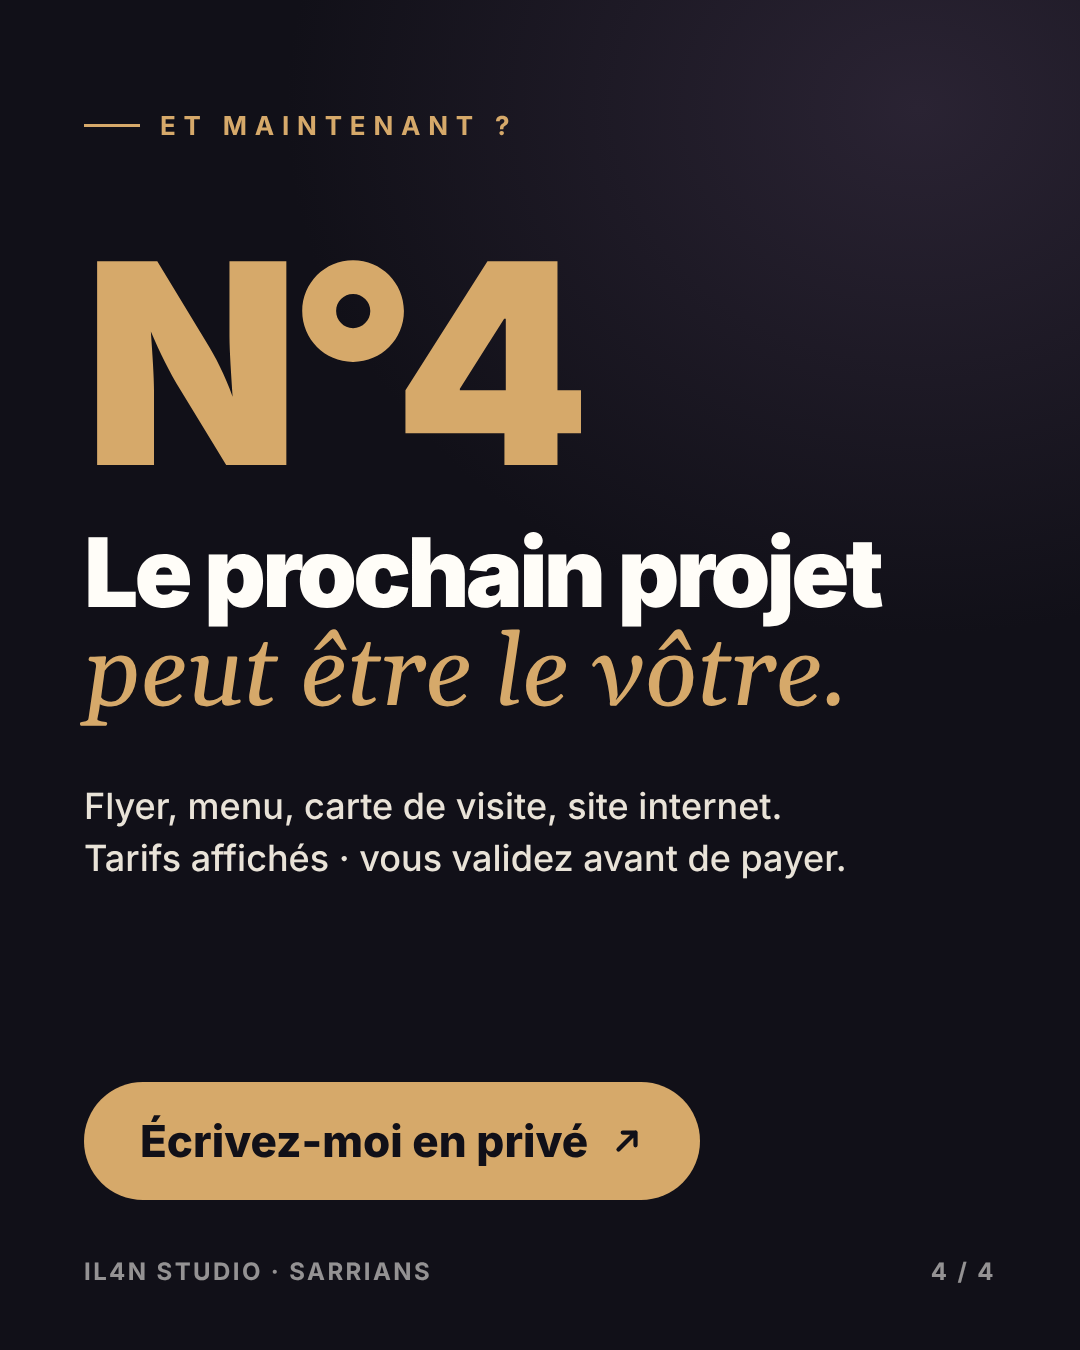 ET MAINTENANT ?
N°4
Le prochain projet
peut être le vôtre.
Flyer, menu, carte de visite, site internet.
Tarifs affichés · vous validez avant de payer.
Écrivez-moi en privé ↗
IL4N STUDIO · SARRIANS
4 / 4